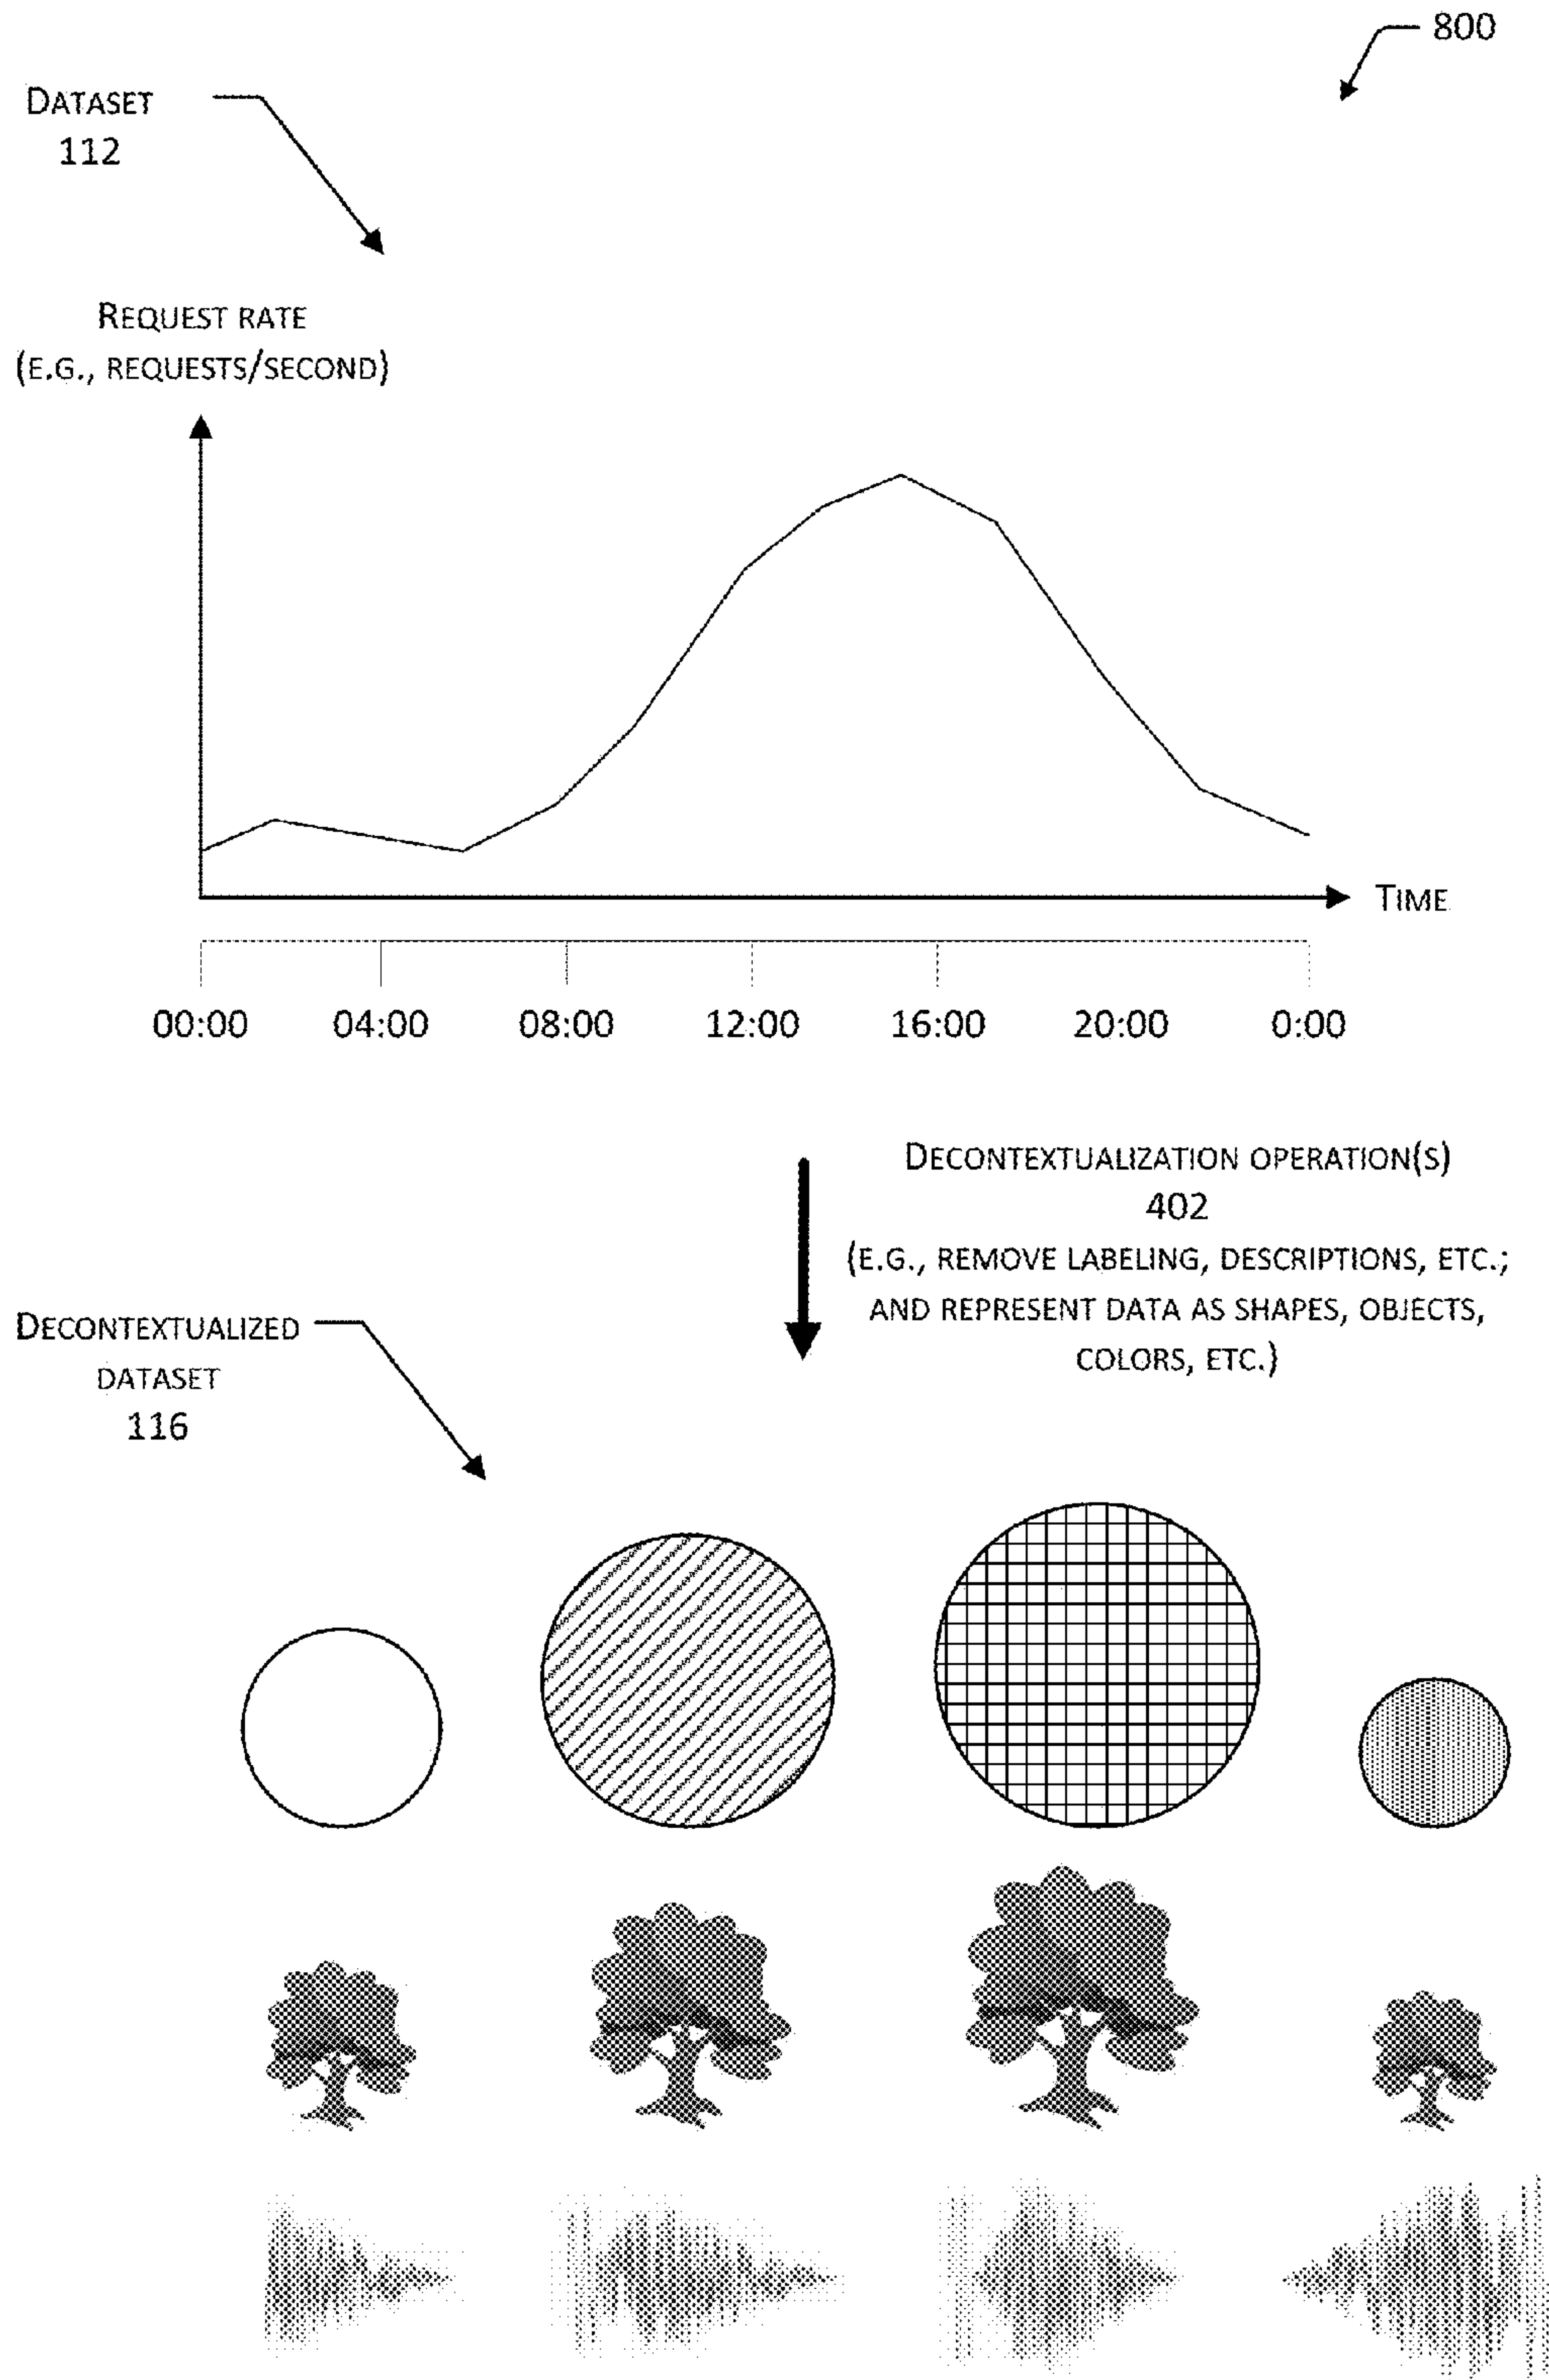 800
DATASET
112
REQUEST RATE
(E.G., REQUESTS/SECOND)
TIME
00:00 04:00 08:00 12:00 16:00 20:00 0:00
DECONTEXTUALIZATION OPERATION(S)
402
(E.G., REMOVE LABELING, DESCRIPTIONS, ETC.;
AND REPRESENT DATA AS SHAPES, OBJECTS,
COLORS, ETC.)
DECONTEXTUALIZED
DATASET
116